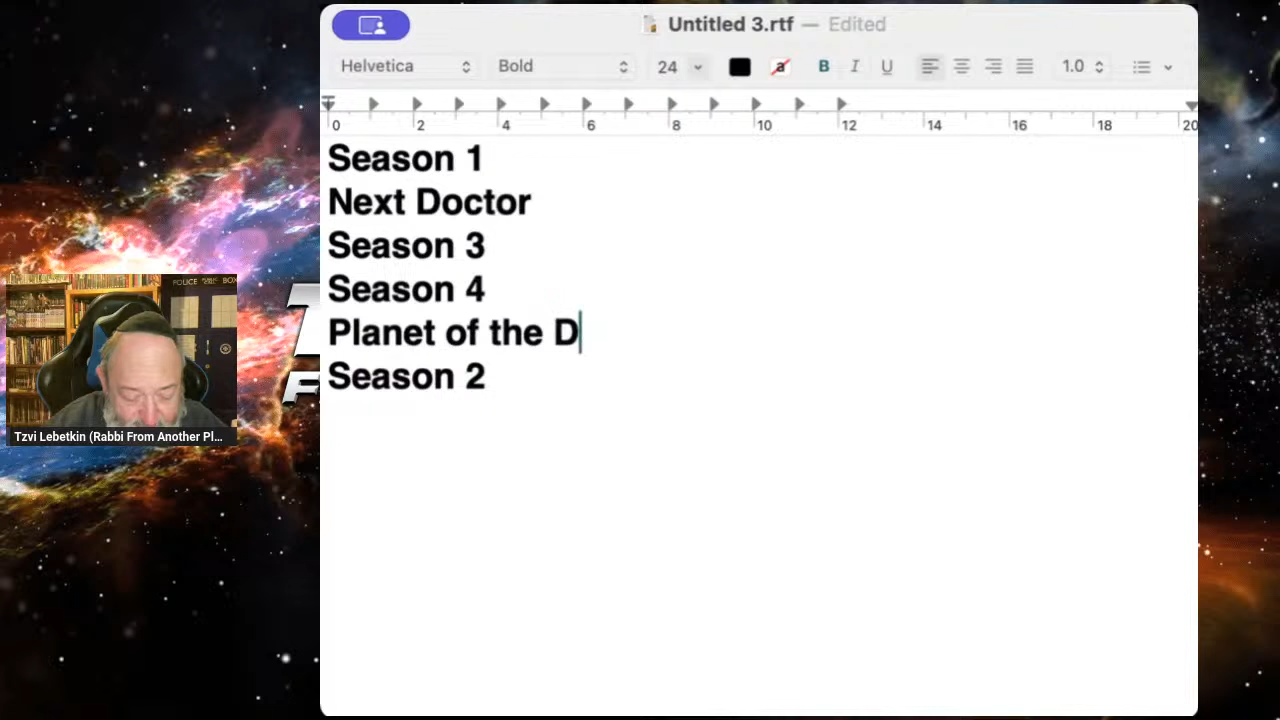 Untitled 3.rtf — Edited
Helvetica Bold 24 a B I U 1.0
0 2 4 6 8 10 12 14 16 18 20
Season 1
Next Doctor
Season 3
Season 4
Planet of the D
Season 2
POLICE BOX
Tzvi Lebetkin (Rabbi From Another Pl...